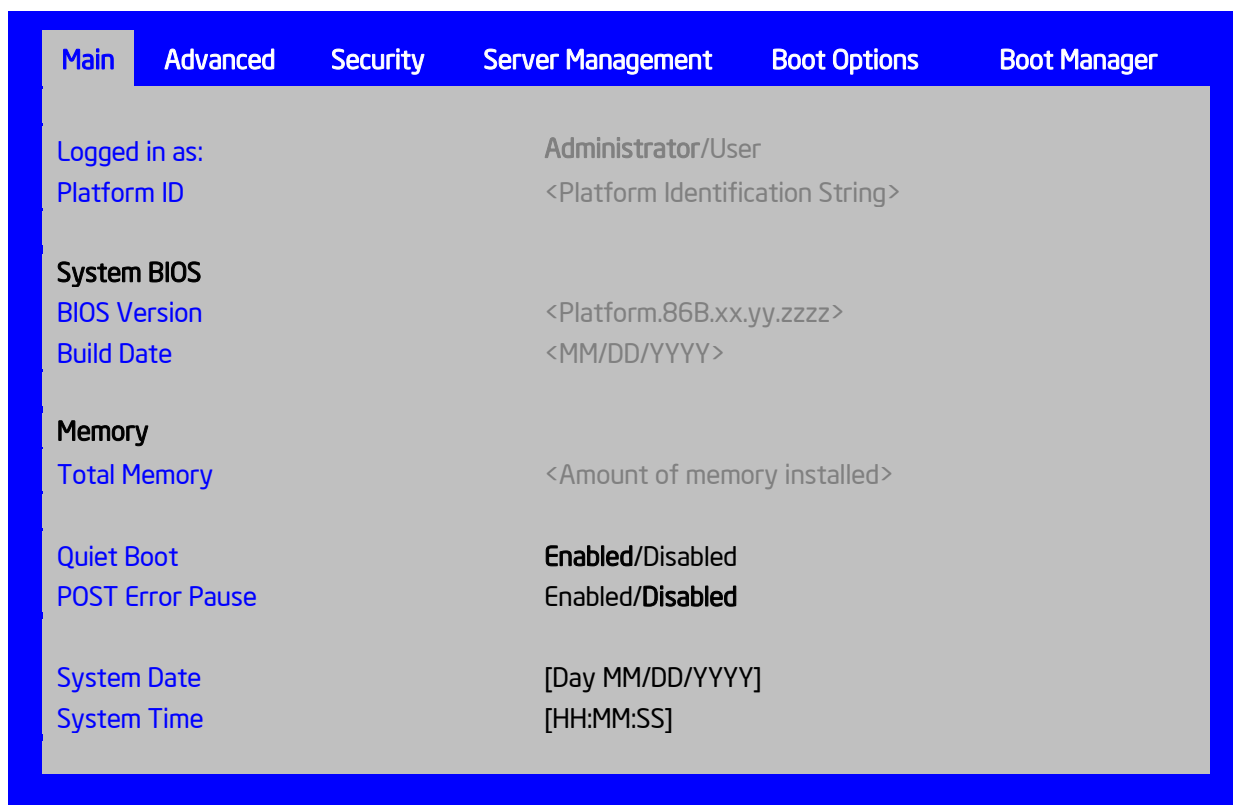 Main Advanced Security Server Management Boot Options Boot Manager
Logged in as: Administrator/User
Platform ID <Platform Identification String>
System BIOS
BIOS Version <Platform.86B.xx.yy.zzzz>
Build Date <MM/DD/YYYY>
Memory
Total Memory <Amount of memory installed>
Quiet Boot Enabled/Disabled
POST Error Pause Enabled/Disabled
System Date [Day MM/DD/YYYY]
System Time [HH:MM:SS]